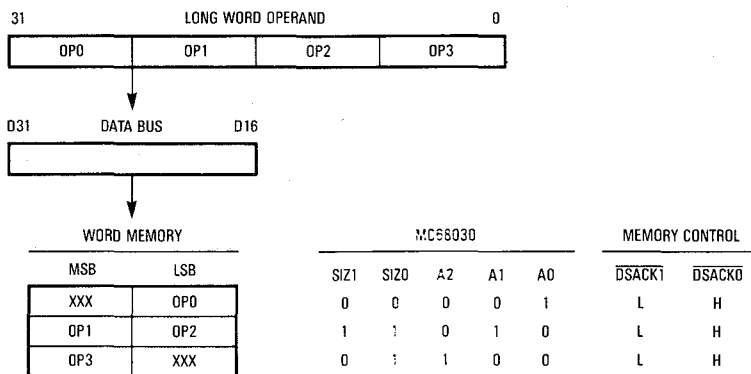 31 LONG WORD OPERAND 0
OP0 OP1 OP2 OP3
D31 DATA BUS D16
WORD MEMORY MC68030 MEMORY CONTROL
MSB LSB SIZ1 SIZ0 A2 A1 A0 DSACK1 DSACK0
XXX OP0 0 0 0 0 1 L H
OP1 OP2 1 1 0 1 0 L H
OP3 XXX 0 1 1 0 0 L H